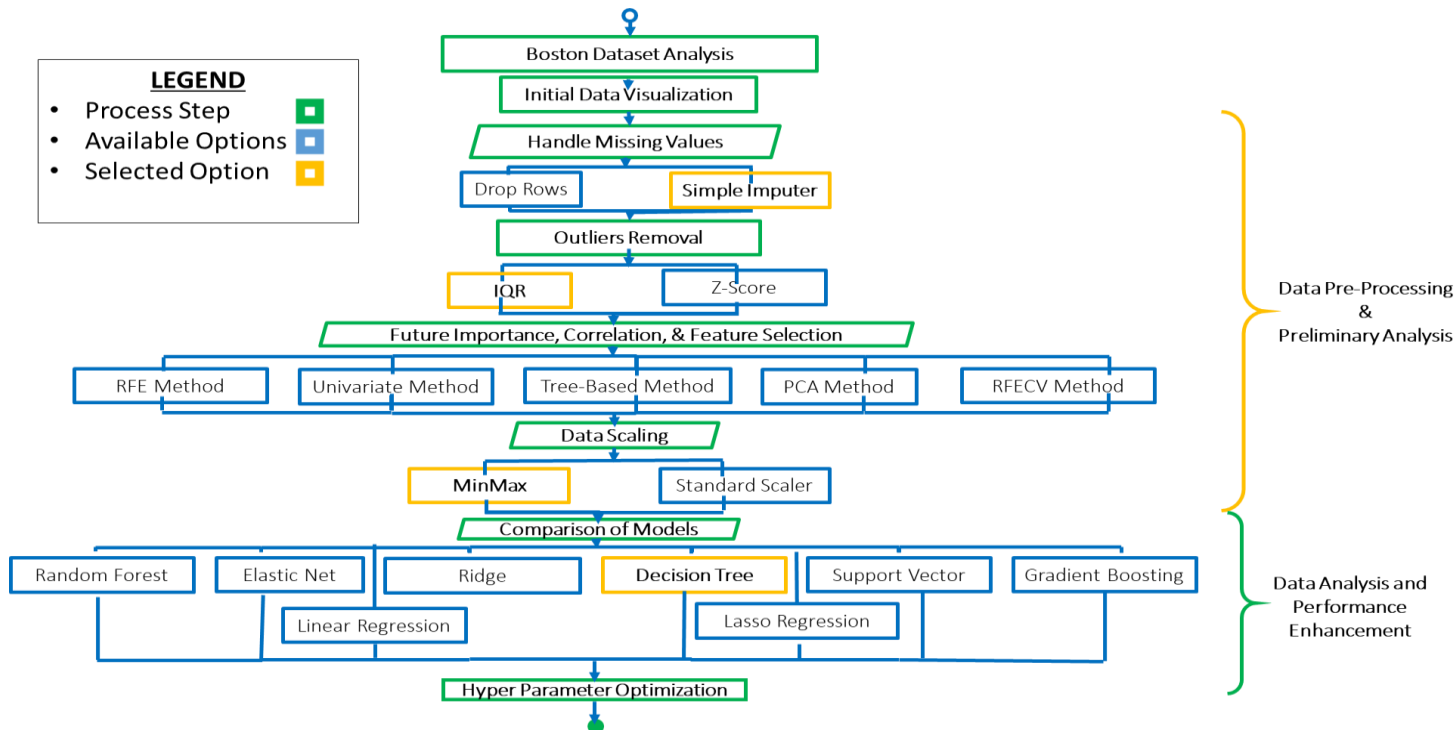 Boston Dataset Analysis
LEGEND
• Process Step
• Available Options
• Selected Option
Initial Data Visualization
Handle Missing Values
Drop Rows
Simple Imputer
Outliers Removal
IQR
Z-Score
Future Importance, Correlation, & Feature Selection
RFE Method
Univariate Method
Tree-Based Method
PCA Method
RFECV Method
Data Scaling
MinMax
Standard Scaler
Data Pre-Processing
&
Preliminary Analysis
Comparison of Models
Random Forest
Elastic Net
Ridge
Decision Tree
Support Vector
Gradient Boosting
Linear Regression
Lasso Regression
Data Analysis and
Performance
Enhancement
Hyper Parameter Optimization